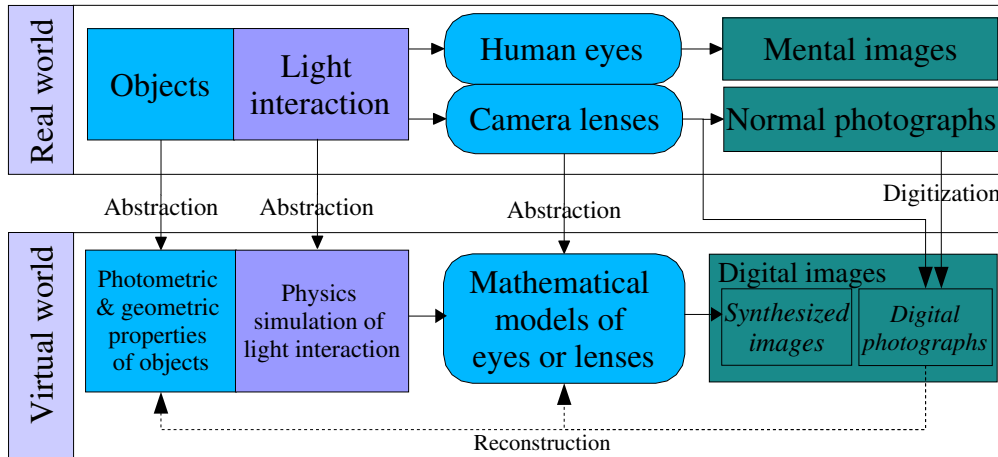 Real world
Objects
Light
interaction
Human eyes
Mental images
Camera lenses
Normal photographs
Abstraction
Abstraction
Abstraction
Digitization
Virtual world
Photometric
& geometric
properties
of objects
Physics
simulation of
light interaction
Mathematical
models of
eyes or lenses
Digital images
Synthesized
images
Digital
photographs
Reconstruction